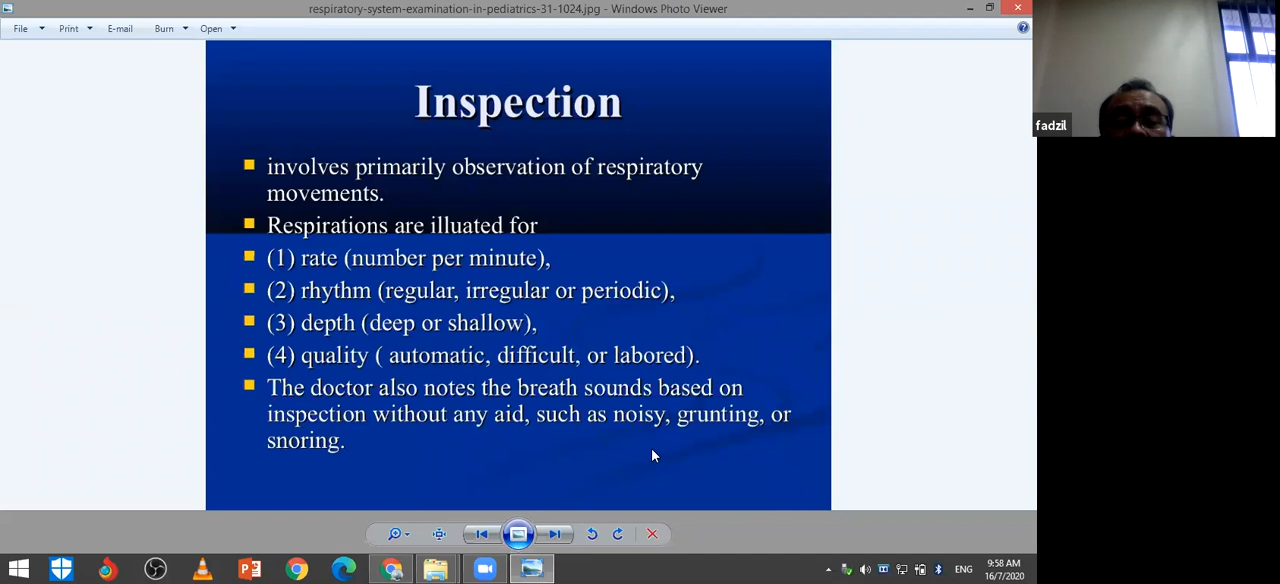 respiratory-system-examination-in-pediatrics-31-1024.jpg - Windows Photo Viewer
File Print E-mail Burn Open
fadzil
Inspection
involves primarily observation of respiratory
movements.
Respirations are illuated for
(1) rate (number per minute),
(2) rhythm (regular, irregular or periodic),
(3) depth (deep or shallow),
(4) quality ( automatic, difficult, or labored).
The doctor also notes the breath sounds based on
inspection without any aid, such as noisy, grunting, or
snoring.
ENG
9:58 AM
16/7/2020